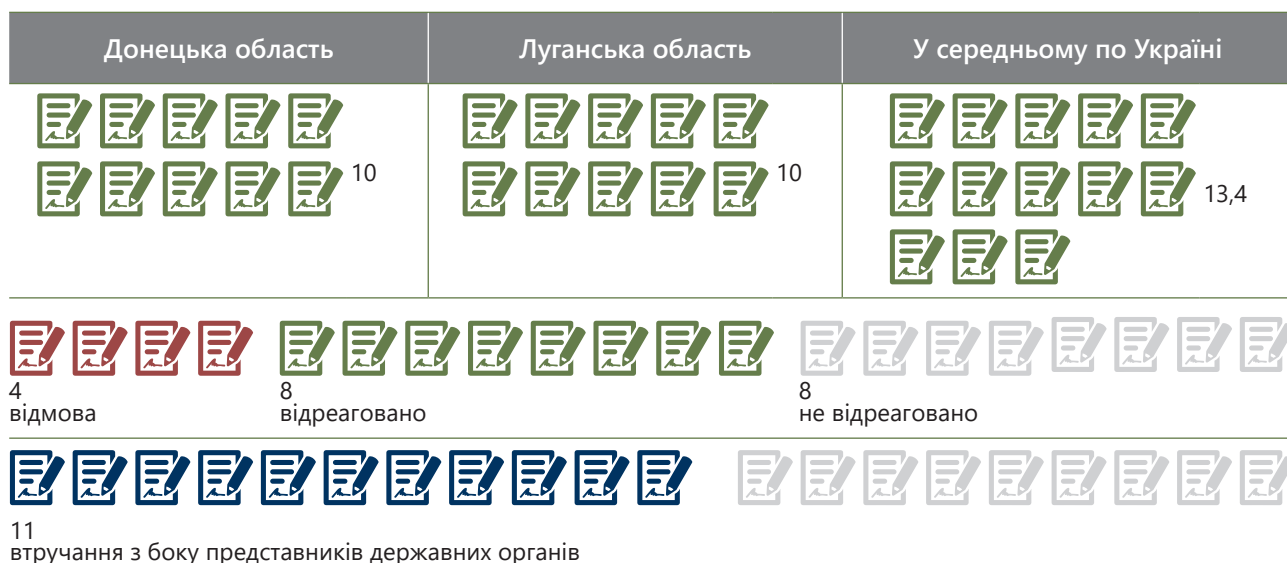 Донецька область
Луганська область
У середньому по Україні
10
10
13,4
4
відмова
8
відреаговано
8
не відреаговано
11
втручання з боку представників державних органів